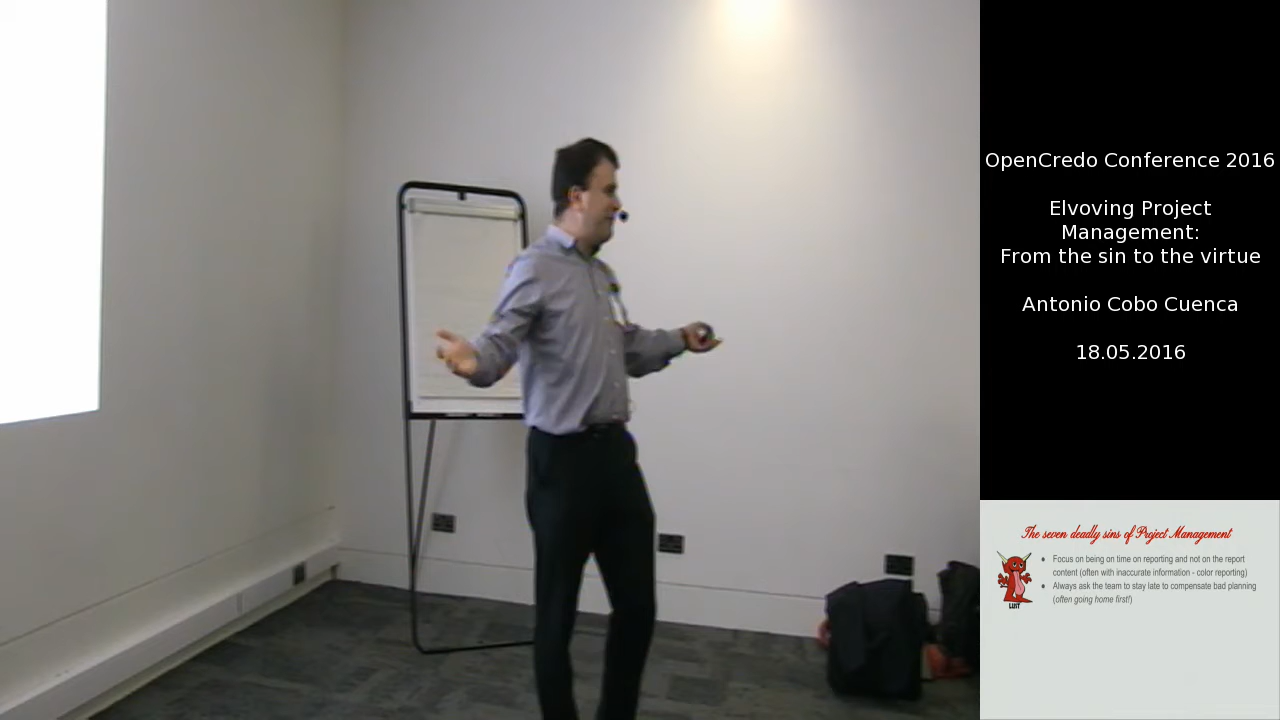 OpenCredo Conference 2016
Elvoving Project
Management:
From the sin to the virtue
Antonio Cobo Cuenca
18.05.2016
The seven deadly sins of Project Management
● Focus on being on time on reporting and not on the report
content (often with inaccurate information - color reporting)
● Always ask the team to stay late to compensate bad planning
(often going home first!)
LUST